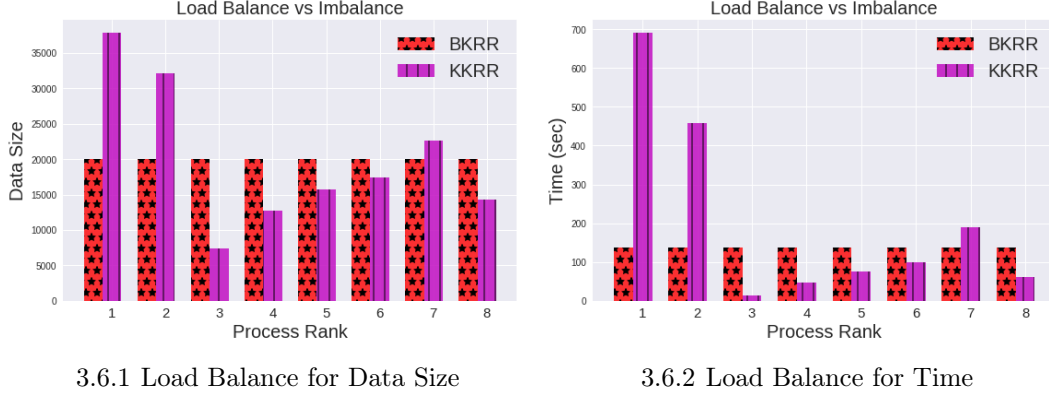 Load Balance vs Imbalance
BKRR
KKRR
35000
30000
25000
20000
15000
10000
5000
0
Data Size
1 2 3 4 5 6 7 8
Process Rank
3.6.1 Load Balance for Data Size
Load Balance vs Imbalance
BKRR
KKRR
700
600
500
400
300
200
100
0
Time (sec)
1 2 3 4 5 6 7 8
Process Rank
3.6.2 Load Balance for Time